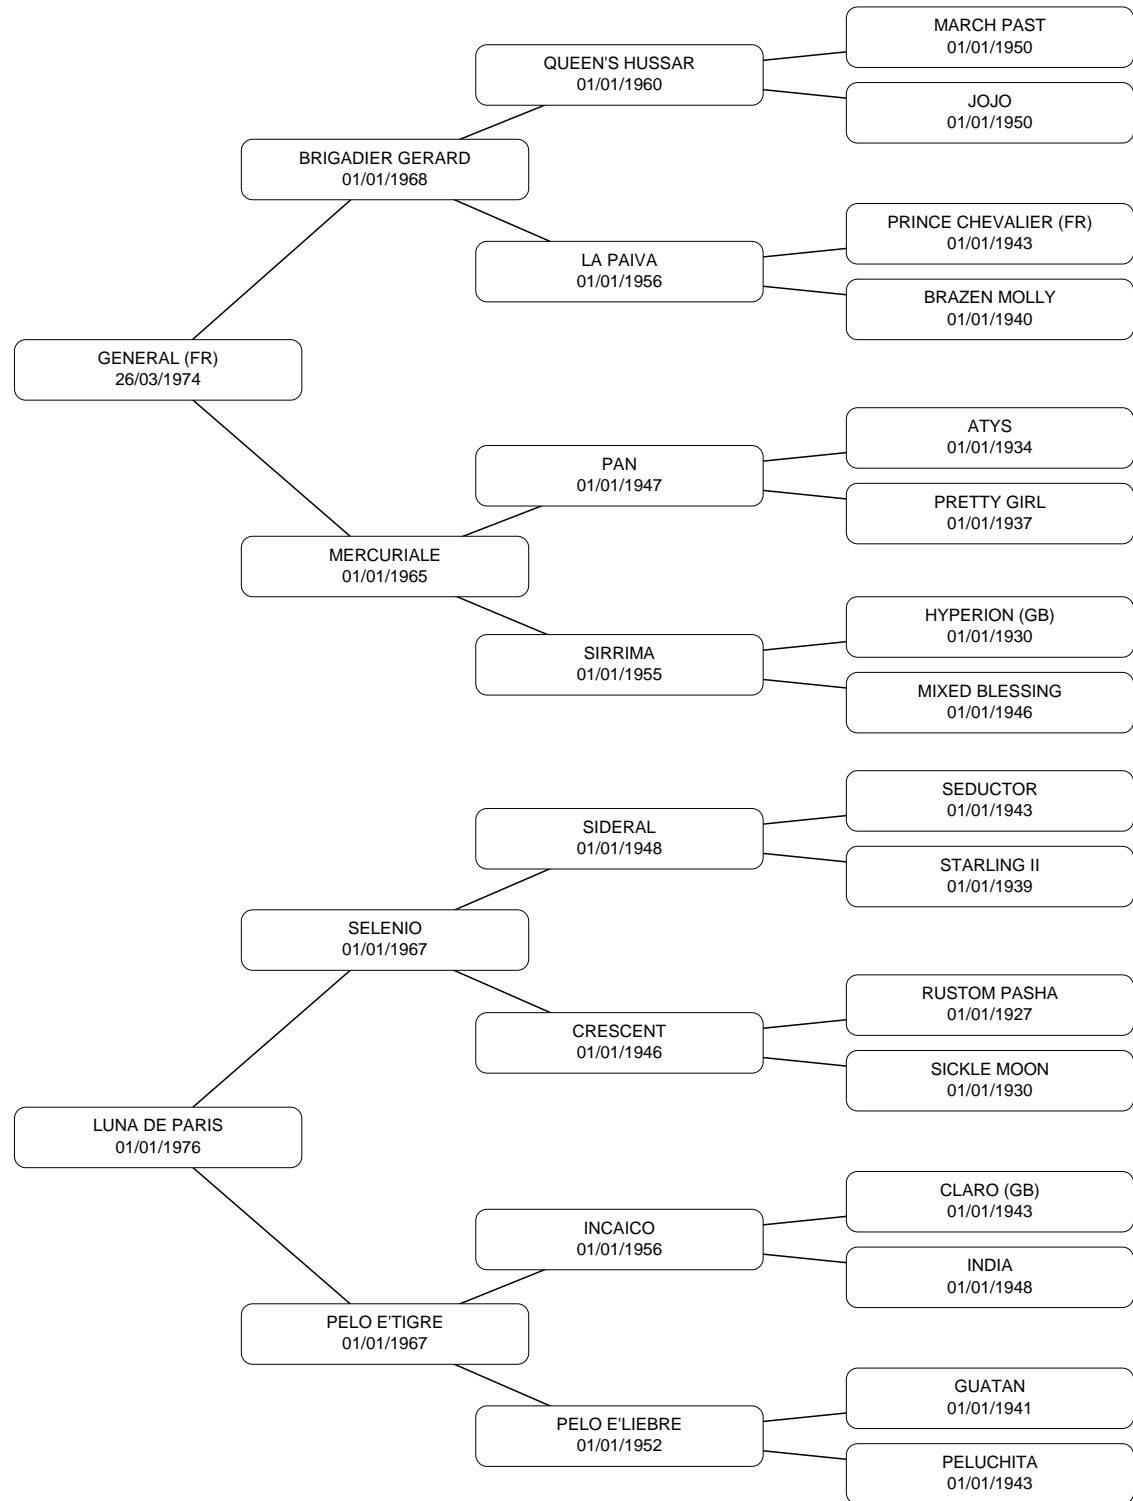 MARCH PAST
01/01/1950
QUEEN'S HUSSAR
01/01/1960
JOJO
01/01/1950
BRIGADIER GERARD
01/01/1968
PRINCE CHEVALIER (FR)
01/01/1943
LA PAIVA
01/01/1956
BRAZEN MOLLY
01/01/1940
GENERAL (FR)
26/03/1974
ATYS
01/01/1934
PAN
01/01/1947
PRETTY GIRL
01/01/1937
MERCURIALE
01/01/1965
HYPERION (GB)
01/01/1930
SIRRIMA
01/01/1955
MIXED BLESSING
01/01/1946
SEDUCTOR
01/01/1943
SIDERAL
01/01/1948
STARLING II
01/01/1939
SELENIO
01/01/1967
RUSTOM PASHA
01/01/1927
CRESCENT
01/01/1946
SICKLE MOON
01/01/1930
LUNA DE PARIS
01/01/1976
CLARO (GB)
01/01/1943
INCAICO
01/01/1956
INDIA
01/01/1948
PELO E'TIGRE
01/01/1967
GUATAN
01/01/1941
PELO E'LIEBRE
01/01/1952
PELUCHITA
01/01/1943